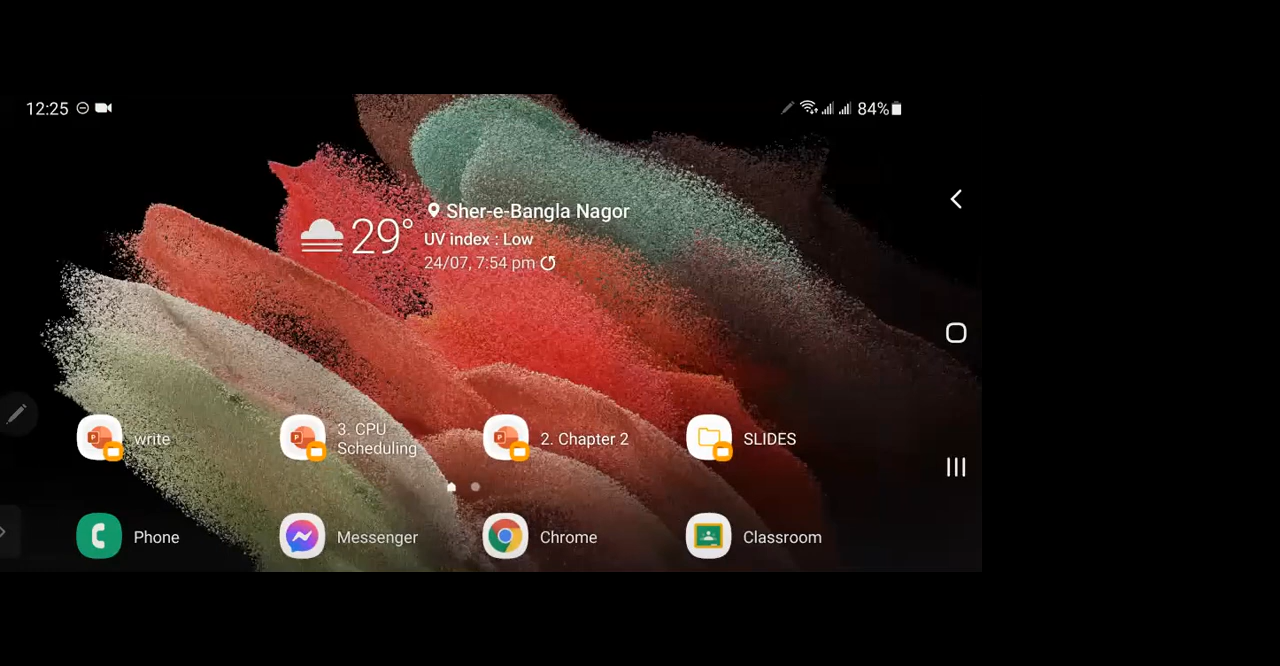 12:25
84%
29°
Sher-e-Bangla Nagor
UV index : Low
24/07, 7:54 pm
write
3. CPU
Scheduling
2. Chapter 2
SLIDES
Phone
Messenger
Chrome
Classroom